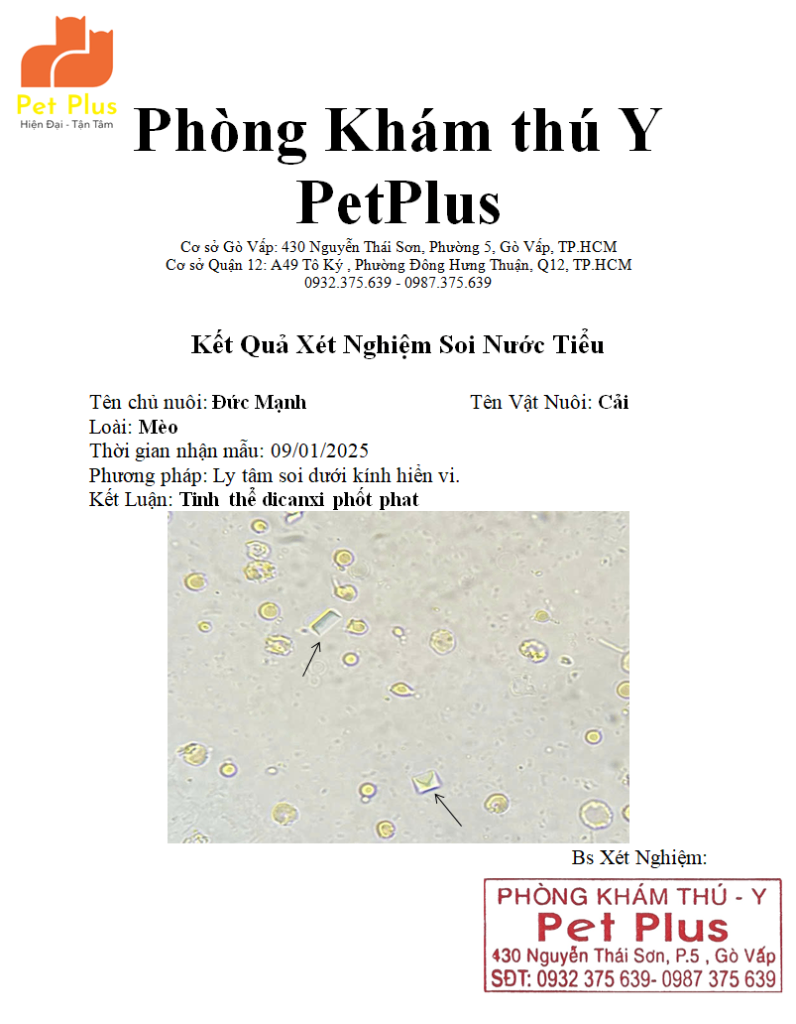 Pet Plus
Hiện Đại - Tận Tâm
Phòng Khám thú Y
PetPlus
Cơ sở Gò Vấp: 430 Nguyễn Thái Sơn, Phường 5, Gò Vấp, TP.HCM
Cơ sở Quận 12: A49 Tô Ký , Phường Đông Hưng Thuận, Q12, TP.HCM
0932.375.639 - 0987.375.639
Kết Quả Xét Nghiệm Soi Nước Tiểu
Tên chủ nuôi: Đức Mạnh Tên Vật Nuôi: Cải
Loài: Mèo
Thời gian nhận mẫu: 09/01/2025
Phương pháp: Ly tâm soi dưới kính hiển vi.
Kết Luận: Tinh thể dicanxi phốt phat
Bs Xét Nghiệm:
PHÒNG KHÁM THÚ - Y
Pet Plus
430 Nguyễn Thái Sơn, P.5 , Gò Vấp
SĐT: 0932 375 639- 0987 375 639